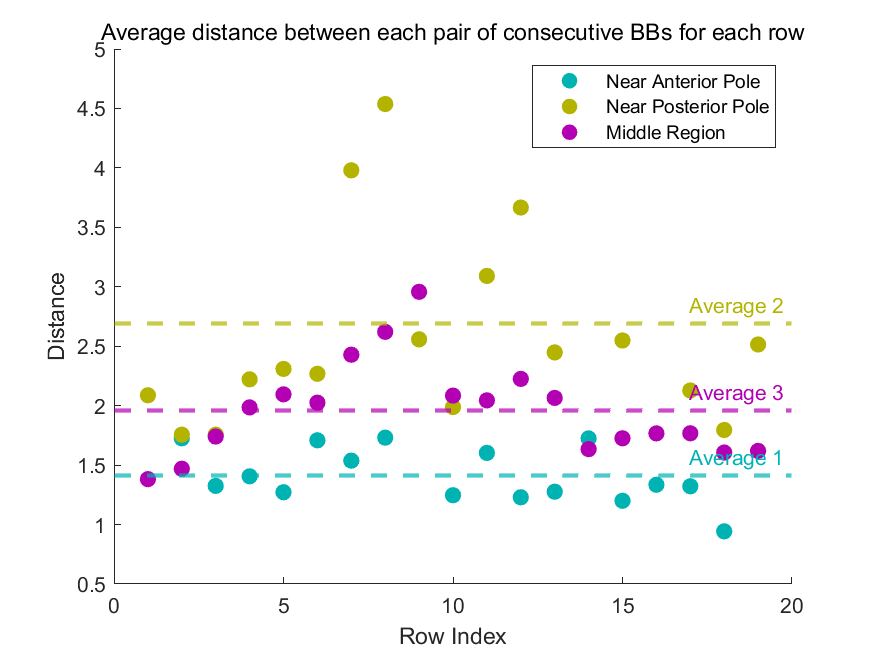 Average distance between each pair of consecutive BBs for each row
Near Anterior Pole
Near Posterior Pole
Middle Region
5
4.5
4
3.5
3
2.5
2
1.5
1
0.5
Distance
Average 2
Average 3
Average 1
0
5
10
15
20
Row Index